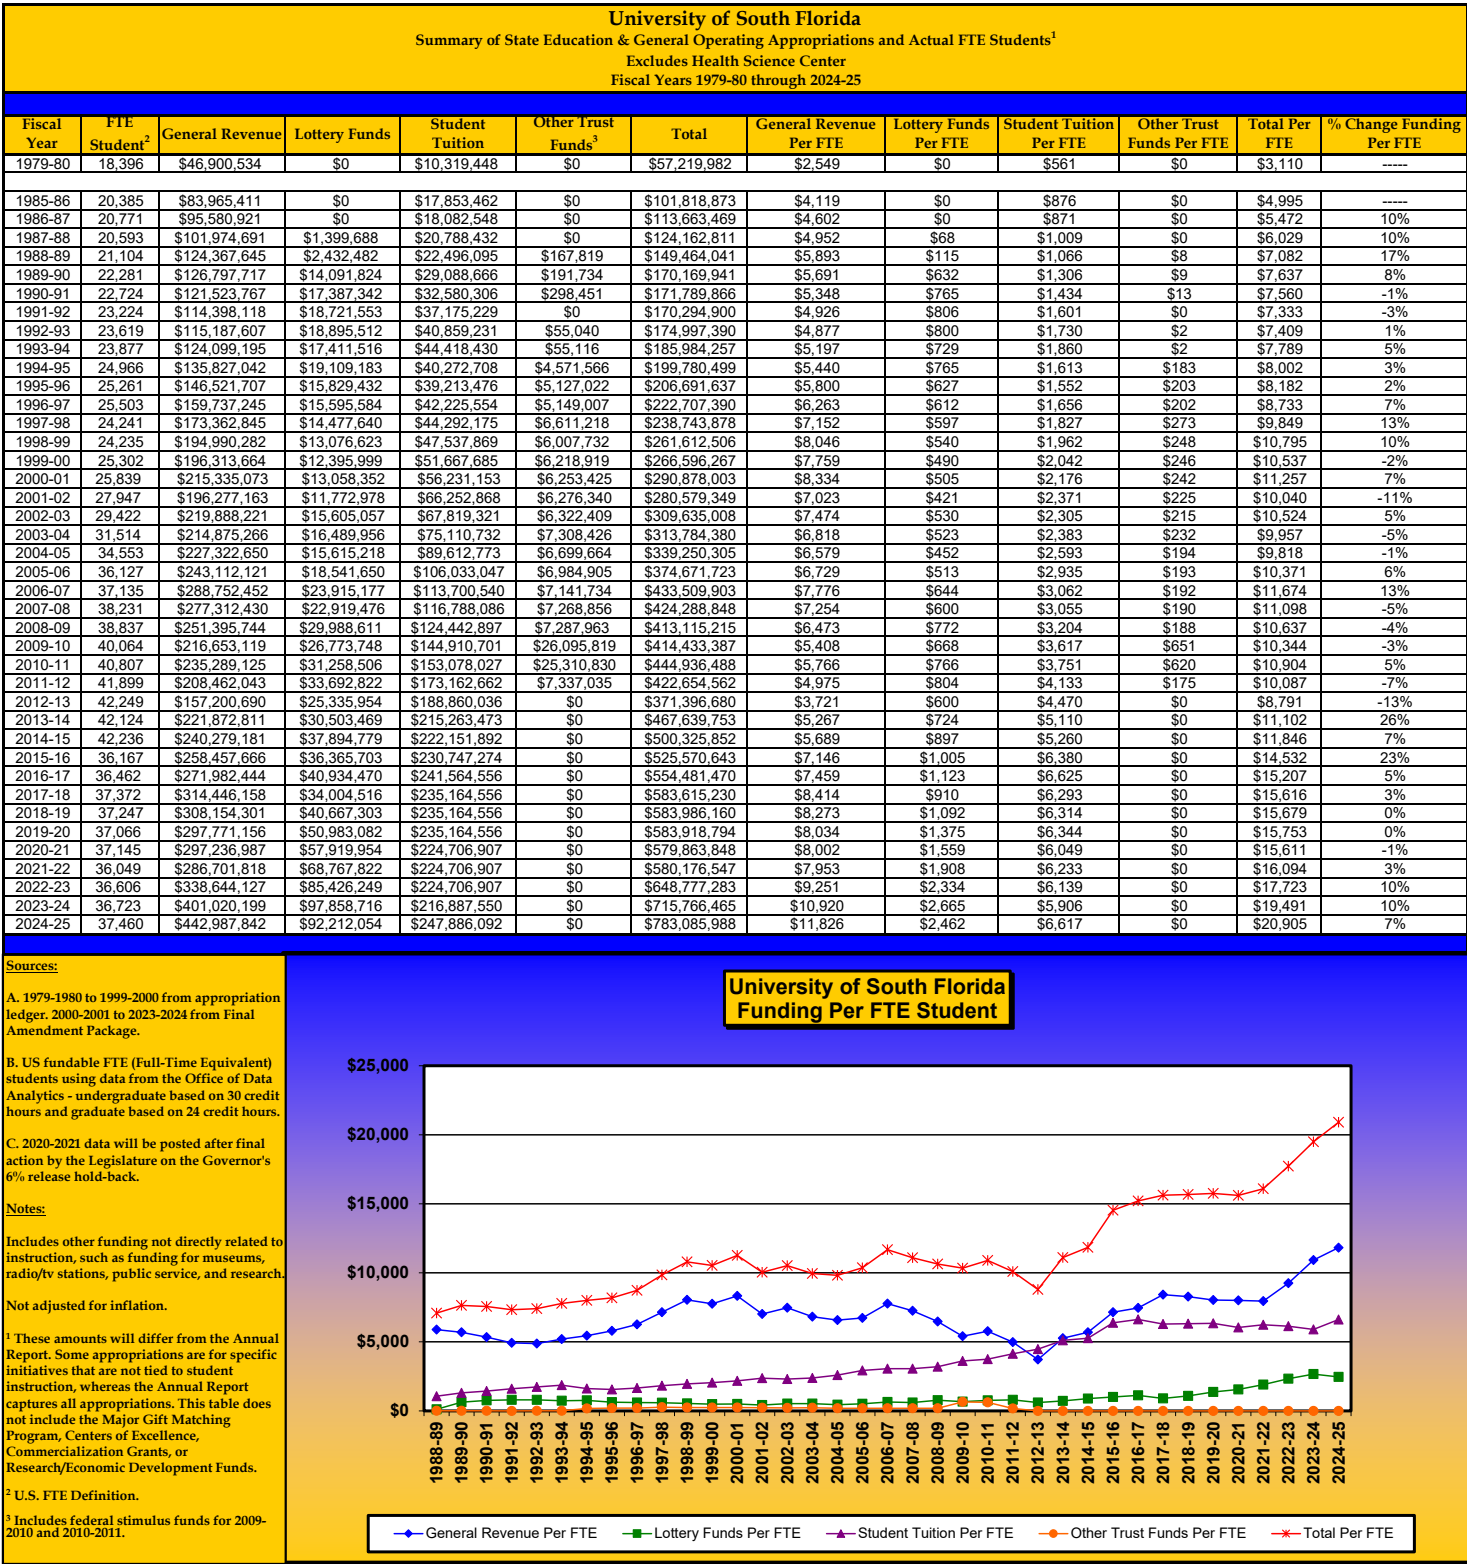 University of South Florida
Summary of State Education & General Operating Appropriations and Actual FTE Students1
Excludes Health Science Center
Fiscal Years 1979-80 through 2024-25
Fiscal Year FTE Student2 General Revenue Lottery Funds Student Tuition Other Trust Funds3 Total General Revenue Per FTE Lottery Funds Per FTE Student Tuition Per FTE Other Trust Funds Per FTE Total Per FTE % Change Funding Per FTE
1979-80 18,396 $46,900,534 $0 $10,319,448 $0 $57,219,982 $2,549 $0 $561 $0 $3,110 -----
1985-86 20,385 $83,965,411 $0 $17,853,462 $0 $101,818,873 $4,119 $0 $876 $0 $4,995 -----
1986-87 20,771 $95,580,921 $0 $18,082,548 $0 $113,663,469 $4,602 $0 $871 $0 $5,472 10%
1987-88 20,593 $101,974,691 $1,399,688 $20,788,432 $0 $124,162,811 $4,952 $68 $1,009 $0 $6,029 10%
1988-89 21,104 $124,367,645 $2,432,482 $22,496,095 $167,819 $149,464,041 $5,893 $115 $1,066 $8 $7,082 17%
1989-90 22,281 $126,797,717 $14,091,824 $29,088,666 $191,734 $170,169,941 $5,691 $632 $1,306 $9 $7,637 8%
1990-91 22,724 $121,523,767 $17,387,342 $32,580,306 $298,451 $171,789,866 $5,348 $765 $1,434 $13 $7,560 -1%
1991-92 23,224 $114,398,118 $18,721,553 $37,175,229 $0 $170,294,900 $4,926 $806 $1,601 $0 $7,333 -3%
1992-93 23,619 $115,187,607 $18,895,512 $40,859,231 $55,040 $174,997,390 $4,877 $800 $1,730 $2 $7,409 1%
1993-94 23,877 $124,099,195 $17,411,516 $44,418,430 $55,116 $185,984,257 $5,197 $729 $1,860 $2 $7,789 5%
1994-95 24,966 $135,827,042 $19,109,183 $40,272,708 $4,571,566 $199,780,499 $5,440 $765 $1,613 $183 $8,002 3%
1995-96 25,261 $146,521,707 $15,829,432 $39,213,476 $5,127,022 $206,691,637 $5,800 $627 $1,552 $203 $8,182 2%
1996-97 25,503 $159,737,245 $15,595,584 $42,225,554 $5,149,007 $222,707,390 $6,263 $612 $1,656 $202 $8,733 7%
1997-98 24,241 $173,362,845 $14,477,640 $44,292,175 $6,611,218 $238,743,878 $7,152 $597 $1,827 $273 $9,849 13%
1998-99 24,235 $194,990,282 $13,076,623 $47,537,869 $6,007,732 $261,612,506 $8,046 $540 $1,962 $248 $10,795 10%
1999-00 25,302 $196,313,664 $12,395,999 $51,667,685 $6,218,919 $266,596,267 $7,759 $490 $2,042 $246 $10,537 -2%
2000-01 25,839 $215,335,073 $13,058,352 $56,231,153 $6,253,425 $290,878,003 $8,334 $505 $2,176 $242 $11,257 7%
2001-02 27,947 $196,277,163 $11,772,978 $66,252,868 $6,276,340 $280,579,349 $7,023 $421 $2,371 $225 $10,040 -11%
2002-03 29,422 $219,888,221 $15,605,057 $67,819,321 $6,322,409 $309,635,008 $7,474 $530 $2,305 $215 $10,524 5%
2003-04 31,514 $214,875,266 $16,489,956 $75,110,732 $7,308,426 $313,784,380 $6,818 $523 $2,383 $232 $9,957 -5%
2004-05 34,553 $227,322,650 $15,615,218 $89,612,773 $6,699,664 $339,250,305 $6,579 $452 $2,593 $194 $9,818 -1%
2005-06 36,127 $243,112,121 $18,541,650 $106,033,047 $6,984,905 $374,671,723 $6,729 $513 $2,935 $193 $10,371 6%
2006-07 37,135 $288,752,452 $23,915,177 $113,700,540 $7,141,734 $433,509,903 $7,776 $644 $3,062 $192 $11,674 13%
2007-08 38,231 $277,312,430 $22,919,476 $116,788,086 $7,268,856 $424,288,848 $7,254 $600 $3,055 $190 $11,098 -5%
2008-09 38,837 $251,395,744 $29,988,611 $124,442,897 $7,287,963 $413,115,215 $6,473 $772 $3,204 $188 $10,637 -4%
2009-10 40,064 $216,653,119 $26,773,748 $144,910,701 $26,095,819 $414,433,387 $5,408 $668 $3,617 $651 $10,344 -3%
2010-11 40,807 $235,289,125 $31,258,506 $153,078,027 $25,310,830 $444,936,488 $5,766 $766 $3,751 $620 $10,904 5%
2011-12 41,899 $208,462,043 $33,692,822 $173,162,662 $7,337,035 $422,654,562 $4,975 $804 $4,133 $175 $10,087 -7%
2012-13 42,249 $157,200,690 $25,335,954 $188,860,036 $0 $371,396,680 $3,721 $600 $4,470 $0 $8,791 -13%
2013-14 42,124 $221,872,811 $30,503,469 $215,263,473 $0 $467,639,753 $5,267 $724 $5,110 $0 $11,102 26%
2014-15 42,236 $240,279,181 $37,894,779 $222,151,892 $0 $500,325,852 $5,689 $897 $5,260 $0 $11,846 7%
2015-16 36,167 $258,457,666 $36,365,703 $230,747,274 $0 $525,570,643 $7,146 $1,005 $6,380 $0 $14,532 23%
2016-17 36,462 $271,982,444 $40,934,470 $241,564,556 $0 $554,481,470 $7,459 $1,123 $6,625 $0 $15,207 5%
2017-18 37,372 $314,446,158 $34,004,516 $235,164,556 $0 $583,615,230 $8,414 $910 $6,293 $0 $15,616 3%
2018-19 37,247 $308,154,301 $40,667,303 $235,164,556 $0 $583,986,160 $8,273 $1,092 $6,314 $0 $15,679 0%
2019-20 37,066 $297,771,156 $50,983,082 $235,164,556 $0 $583,918,794 $8,034 $1,375 $6,344 $0 $15,753 0%
2020-21 37,145 $297,236,987 $57,919,954 $224,706,907 $0 $579,863,848 $8,002 $1,559 $6,049 $0 $15,611 -1%
2021-22 36,049 $286,701,818 $68,767,822 $224,706,907 $0 $580,176,547 $7,953 $1,908 $6,233 $0 $16,094 3%
2022-23 36,606 $338,644,127 $85,426,249 $224,706,907 $0 $648,777,283 $9,251 $2,334 $6,139 $0 $17,723 10%
2023-24 36,723 $401,020,199 $97,858,716 $216,887,550 $0 $715,766,465 $10,920 $2,665 $5,906 $0 $19,491 10%
2024-25 37,460 $442,987,842 $92,212,054 $247,886,092 $0 $783,085,988 $11,826 $2,462 $6,617 $0 $20,905 7%
Sources:
A. 1979-1980 to 1999-2000 from appropriation
ledger. 2000-2001 to 2023-2024 from Final
Amendment Package.
B. US fundable FTE (Full-Time Equivalent)
students using data from the Office of Data
Analytics - undergraduate based on 30 credit
hours and graduate based on 24 credit hours.
C. 2020-2021 data will be posted after final
action by the Legislature on the Governor's
6% release hold-back.
Notes:
Includes other funding not directly related to
instruction, such as funding for museums,
radio/tv stations, public service, and research.
Not adjusted for inflation.
1 These amounts will differ from the Annual
Report. Some appropriations are for specific
initiatives that are not tied to student
instruction, whereas the Annual Report
captures all appropriations. This table does
not include the Major Gift Matching
Program, Centers of Excellence,
Commercialization Grants, or
Research/Economic Development Funds.
2 U.S. FTE Definition.
3 Includes federal stimulus funds for 2009-
2010 and 2010-2011.
University of South Florida
Funding Per FTE Student
$25,000
$20,000
$15,000
$10,000
$5,000
$0
1988-89
1989-90
1990-91
1991-92
1992-93
1993-94
1994-95
1995-96
1996-97
1997-98
1998-99
1999-00
2000-01
2001-02
2002-03
2003-04
2004-05
2005-06
2006-07
2007-08
2008-09
2009-10
2010-11
2011-12
2012-13
2013-14
2014-15
2015-16
2016-17
2017-18
2018-19
2019-20
2020-21
2021-22
2022-23
2023-24
2024-25
General Revenue Per FTE Lottery Funds Per FTE Student Tuition Per FTE Other Trust Funds Per FTE Total Per FTE